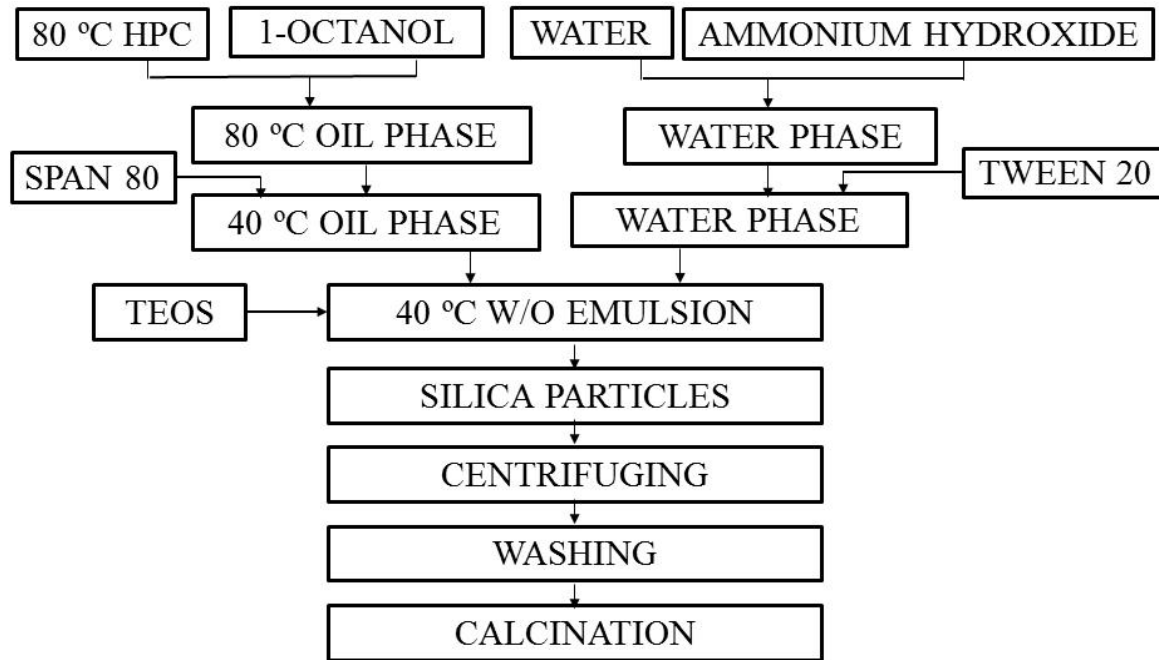 80 ºC HPC
1-OCTANOL
WATER
AMMONIUM HYDROXIDE
80 ºC OIL PHASE
WATER PHASE
SPAN 80
TWEEN 20
40 ºC OIL PHASE
WATER PHASE
TEOS
40 ºC W/O EMULSION
SILICA PARTICLES
CENTRIFUGING
WASHING
CALCINATION